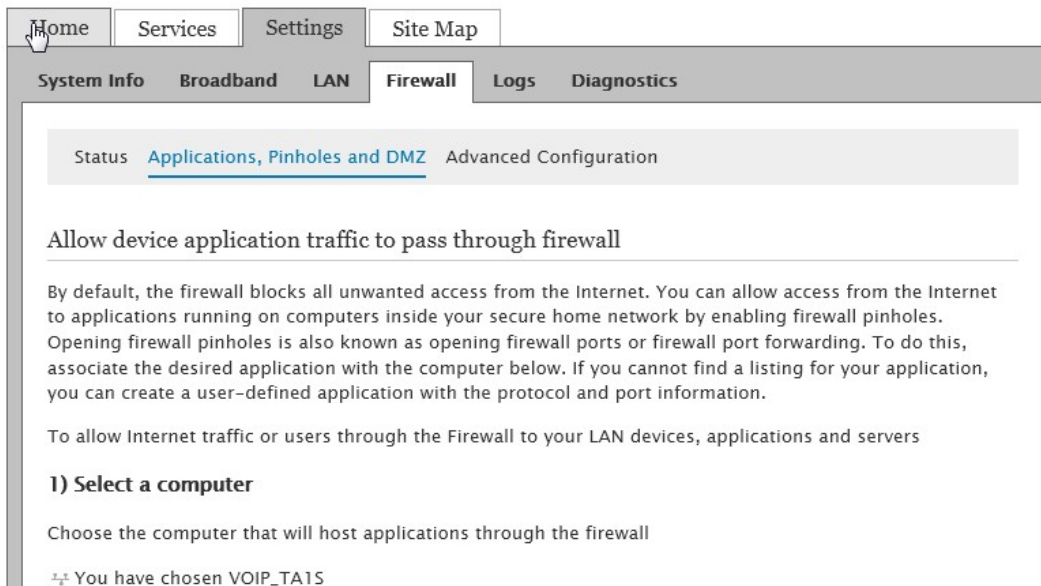 Home Services Settings Site Map
System Info Broadband LAN Firewall Logs Diagnostics
Status Applications, Pinholes and DMZ Advanced Configuration
Allow device application traffic to pass through firewall
By default, the firewall blocks all unwanted access from the Internet. You can allow access from the Internet
to applications running on computers inside your secure home network by enabling firewall pinholes.
Opening firewall pinholes is also known as opening firewall ports or firewall port forwarding. To do this,
associate the desired application with the computer below. If you cannot find a listing for your application,
you can create a user-defined application with the protocol and port information.
To allow Internet traffic or users through the Firewall to your LAN devices, applications and servers
1) Select a computer
Choose the computer that will host applications through the firewall
You have chosen VOIP_TA1S